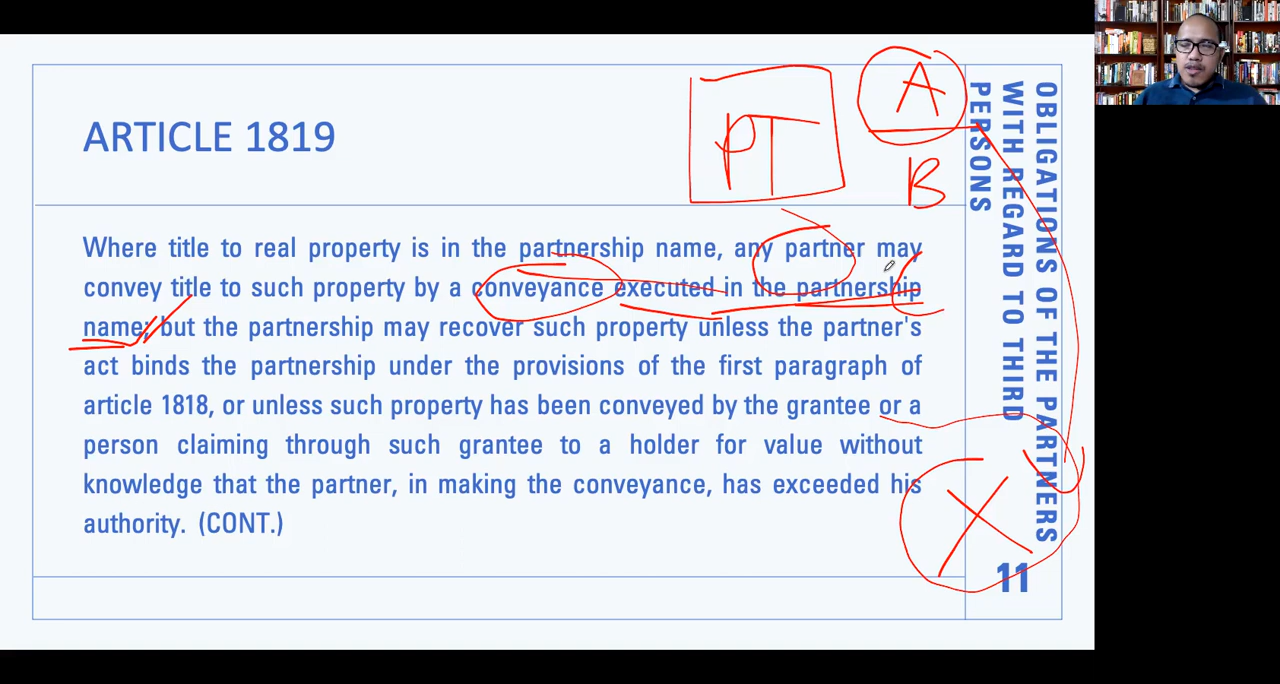 ARTICLE 1819
PT
A
B
Where title to real property is in the partnership name, any partner may
convey title to such property by a conveyance executed in the partnership
name; but the partnership may recover such property unless the partner's
act binds the partnership under the provisions of the first paragraph of
article 1818, or unless such property has been conveyed by the grantee or a
person claiming through such grantee to a holder for value without
knowledge that the partner, in making the conveyance, has exceeded his
authority. (CONT.)
OBLIGATIONS OF THE PARTNERS
WITH REGARD TO THIRD
PERSONS
X
11